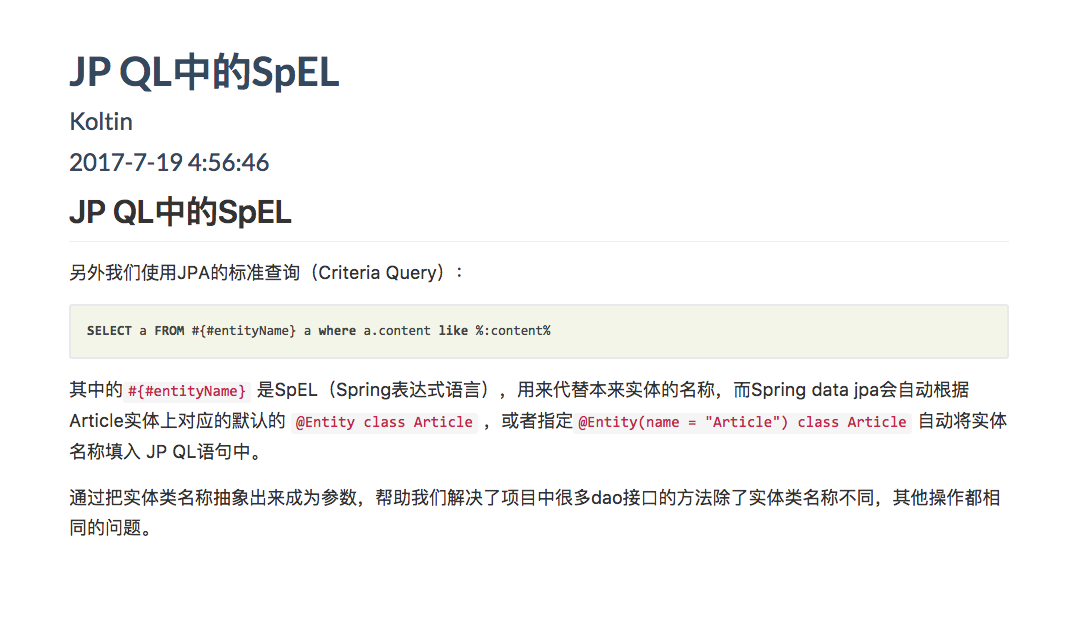 JP QL中的SpEL
Koltin
2017-7-19 4:56:46
JP QL中的SpEL
另外我们使用JPA的标准查询（Criteria Query）：
SELECT a FROM #{#entityName} a where a.content like %:content%
其中的 #{#entityName} 是SpEL（Spring表达式语言），用来代替本来实体的名称，而Spring data jpa会自动根据
Article实体上对应的默认的 @Entity class Article ，或者指定 @Entity(name = "Article") class Article 自动将实体
名称填入 JP QL语句中。
通过把实体类名称抽象出来成为参数，帮助我们解决了项目中很多dao接口的方法除了实体类名称不同，其他操作都相
同的问题。